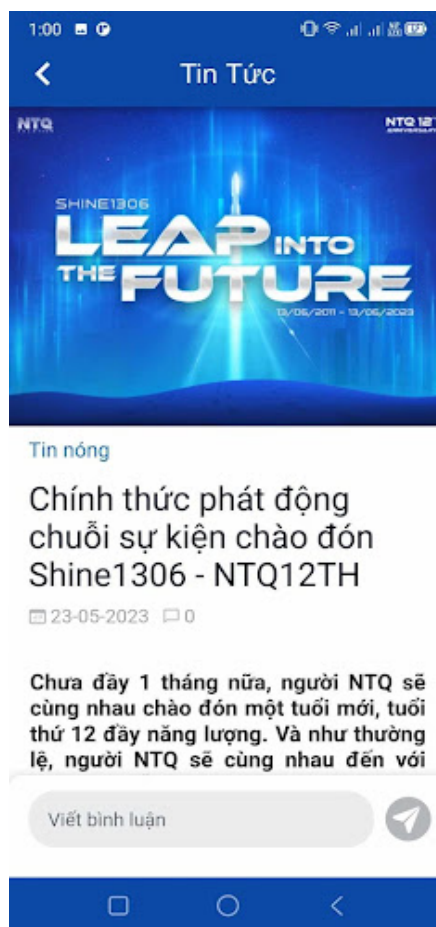 1:00
Tin Tức
NTQ
NTQ 12
SHINE1306
LEAP INTO
THE FUTURE
13/06/2011 - 13/06/2023
Tin nóng
Chính thức phát động
chuỗi sự kiện chào đón
Shine1306 - NTQ12TH
23-05-2023 0
Chưa đầy 1 tháng nữa, người NTQ sẽ
cùng nhau chào đón một tuổi mới, tuổi
thứ 12 đầy năng lượng. Và như thường
lệ, người NTQ sẽ cùng nhau đến với
Viết bình luận